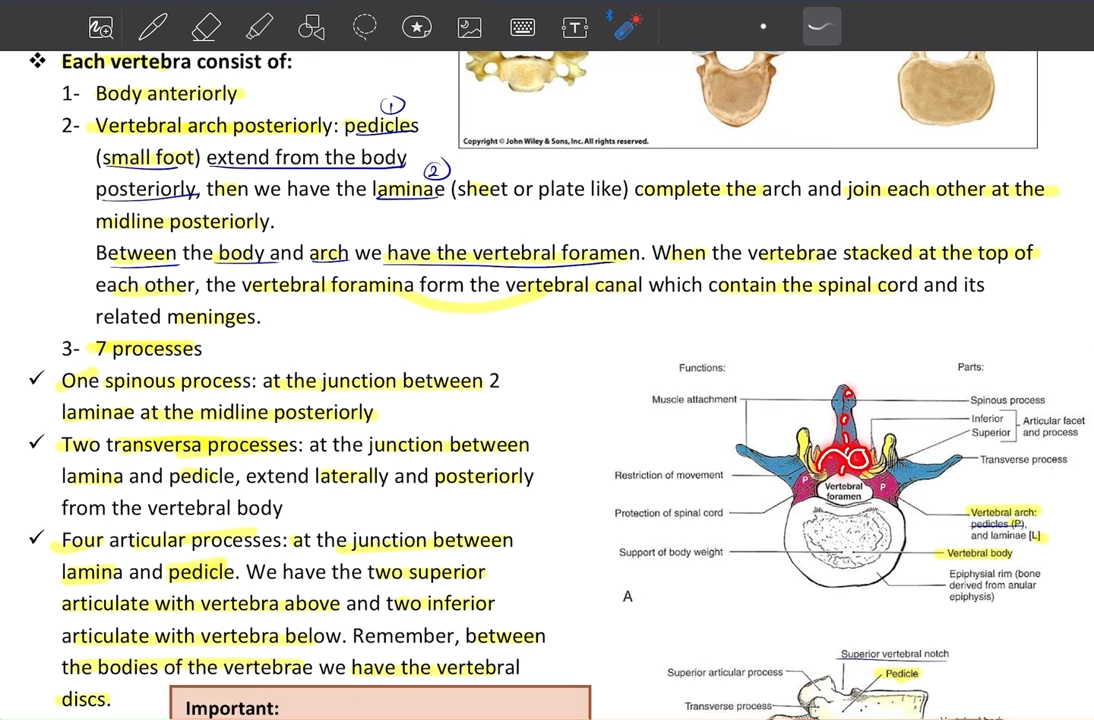 ❖ Each vertebra consist of:
1- Body anteriorly
2- Vertebral arch posteriorly: pedicles
(small foot) extend from the body
posteriorly, then we have the laminae (sheet or plate like) complete the arch and join each other at the
midline posteriorly.
Between the body and arch we have the vertebral foramen. When the vertebrae stacked at the top of
each other, the vertebral foramina form the vertebral canal which contain the spinal cord and its
related meninges.
3- 7 processes
✓ One spinous process: at the junction between 2
laminae at the midline posteriorly
✓ Two transversa processes: at the junction between
lamina and pedicle, extend laterally and posteriorly
from the vertebral body
✓ Four articular processes: at the junction between
lamina and pedicle. We have the two superior
articulate with vertebra above and two inferior
articulate with vertebra below. Remember, between
the bodies of the vertebrae we have the vertebral
discs.
Important:
1
2
Copyright © John Wiley & Sons, Inc. All rights reserved.
Functions:
Parts:
Muscle attachment
Restriction of movement
Protection of spinal cord
Support of body weight
Spinous process
Inferior
Superior
Articular facet
and process
Transverse process
Vertebral arch:
pedicles (P),
and laminae [L]
Vertebral body
Epiphysial rim (bone
derived from anular
epiphysis)
P
P
Vertebral
foramen
A
Superior vertebral notch
Superior articular process
Pedicle
Transverse process